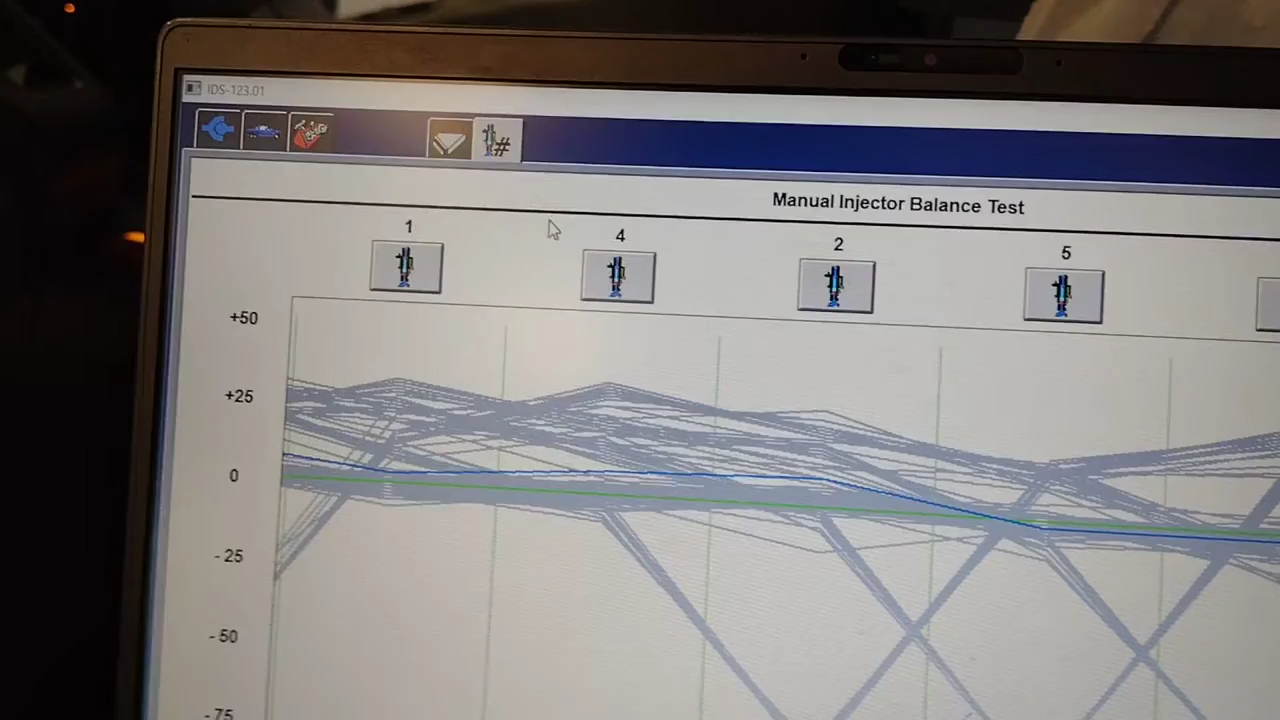 IDS-123.01
#
Manual Injector Balance Test
1 4 2 5
+50
+25
0
- 25
- 50
- 75